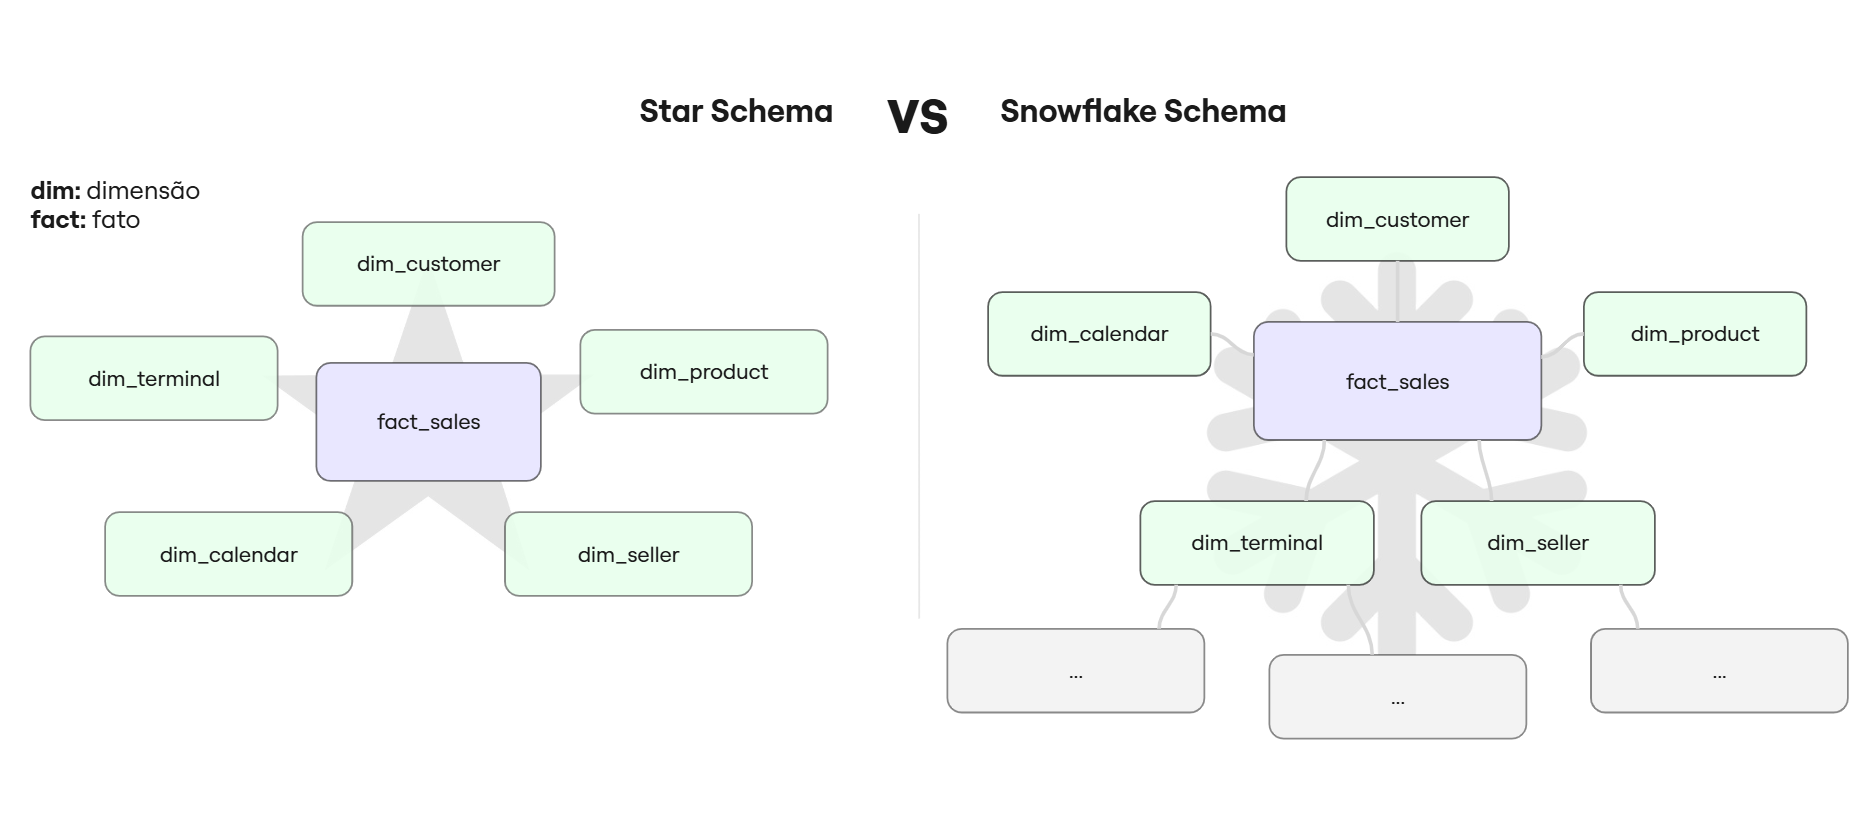 Star Schema VS Snowflake Schema
dim: dimensão
fact: fato
dim_customer
dim_terminal
dim_product
fact_sales
dim_calendar
dim_seller
dim_customer
dim_calendar
dim_product
fact_sales
dim_terminal
dim_seller
...
...
...